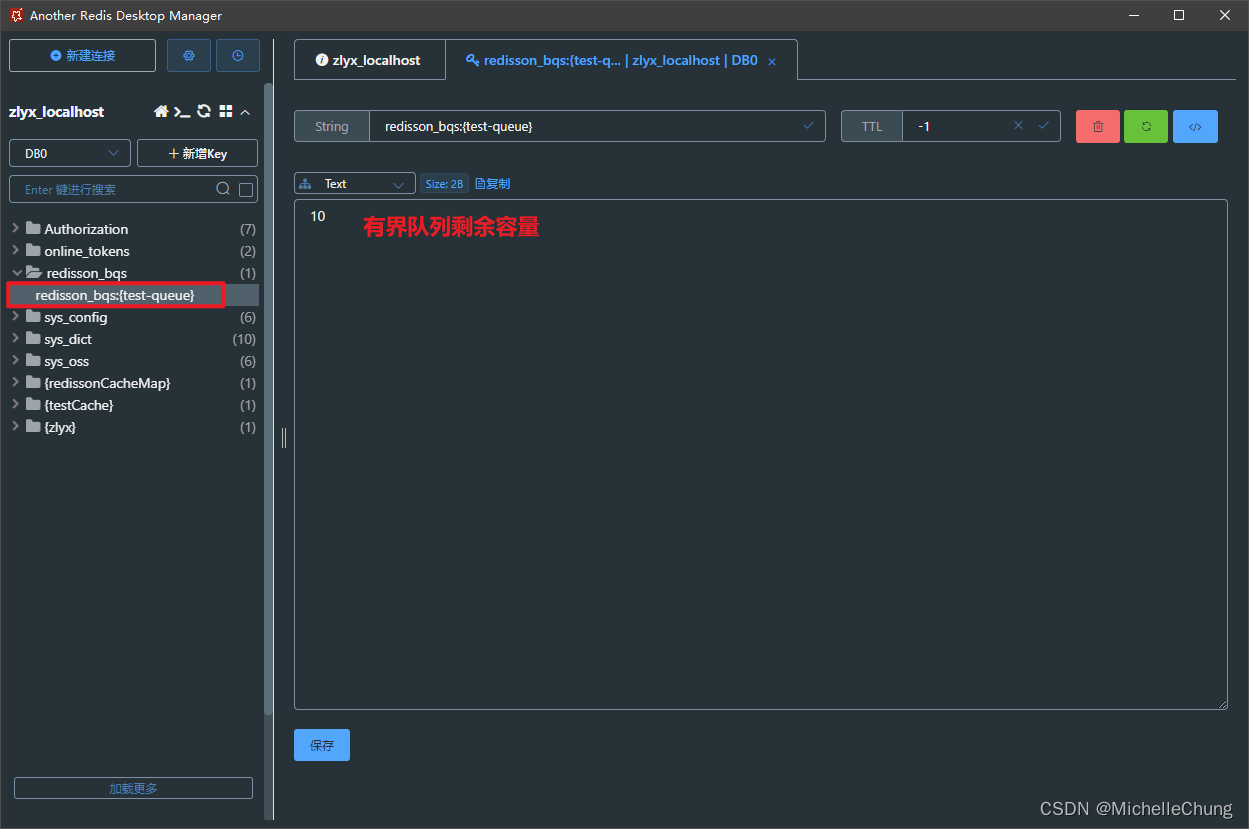 Another Redis Desktop Manager
新建连接
zlyx_localhost
DB0
新增Key
Enter 键进行搜索
Authorization (7)
online_tokens (2)
redisson_bqs (1)
redisson_bqs:{test-queue}
sys_config (6)
sys_dict (10)
sys_oss (6)
{redissonCacheMap} (1)
{testCache} (1)
{zlyx} (1)
加载更多
zlyx_localhost
redisson_bqs:{test-q... | zlyx_localhost | DB0
String redisson_bqs:{test-queue}
TTL -1
Text Size: 2B 复制
10
有界队列剩余容量
保存
CSDN @MichelleChung